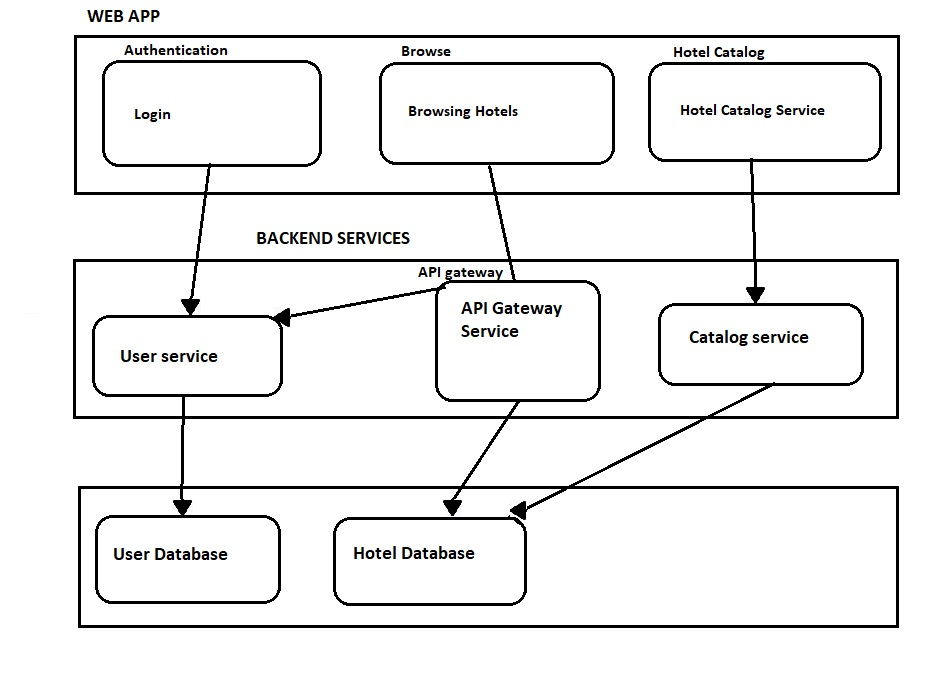 WEB APP
Authentication
Browse
Hotel Catalog
Login
Browsing Hotels
Hotel Catalog Service
BACKEND SERVICES
API gateway
API Gateway
Service
User service
Catalog service
User Database
Hotel Database